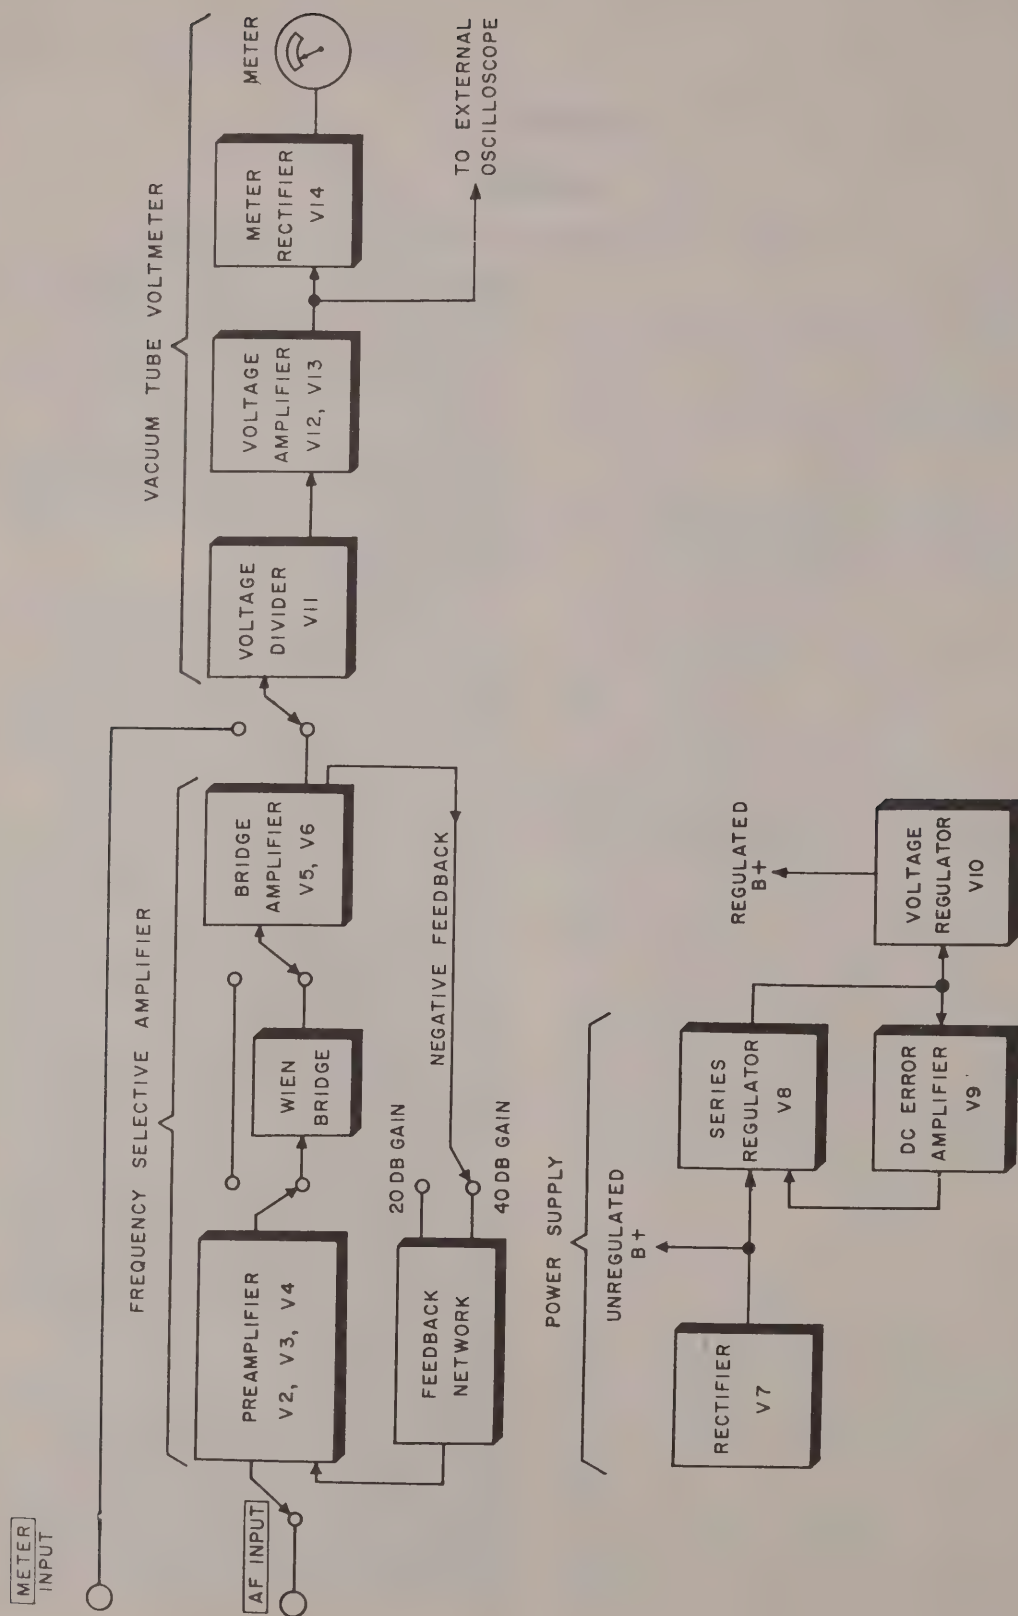 METER
INPUT
AF INPUT
FREQUENCY SELECTIVE AMPLIFIER
PREAMPLIFIER
V2, V3, V4
WIEN
BRIDGE
BRIDGE
AMPLIFIER
V5, V6
FEEDBACK
NETWORK
20 DB GAIN
40 DB GAIN
NEGATIVE FEEDBACK
VACUUM TUBE VOLTMETER
VOLTAGE
DIVIDER
V11
VOLTAGE
AMPLIFIER
V12, V13
METER
RECTIFIER
V14
METER
TO EXTERNAL
OSCILLOSCOPE
POWER SUPPLY
RECTIFIER
V7
UNREGULATED
B+
SERIES
REGULATOR
V8
DC ERROR
AMPLIFIER
V9
REGULATED
B+
VOLTAGE
REGULATOR
V10